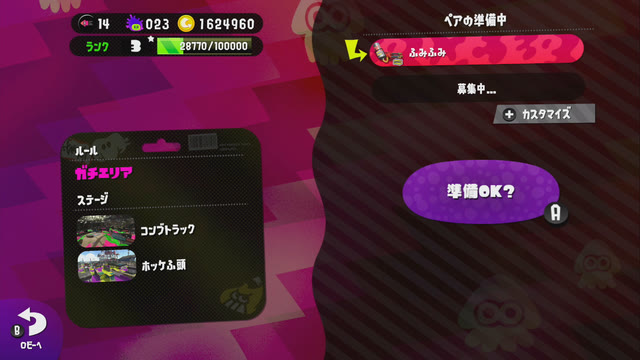 14 023 1624960
ランク 3 28770/100000
ペアの準備中
ふみふみ
募集中...
+ カスタマイズ
ルール
ガチエリア
ステージ
コンブトラック
ホッケふ頭
準備OK?
A
B
ロビーへ